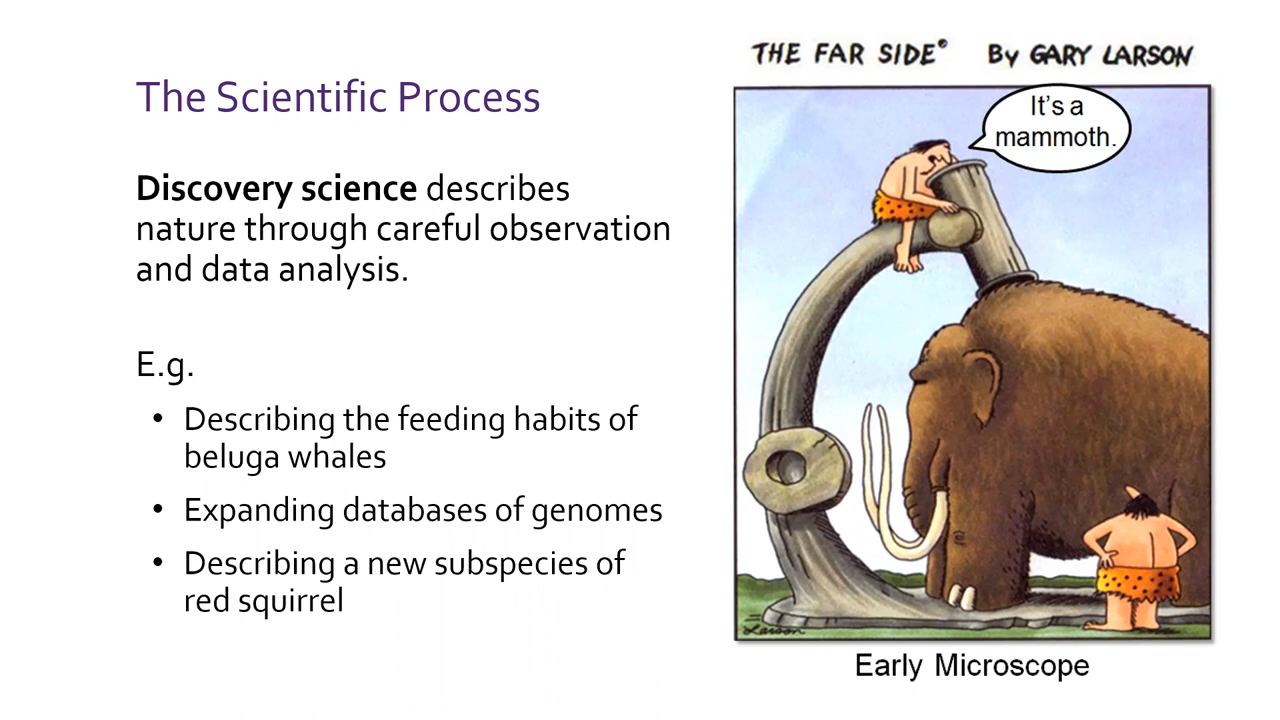 The Scientific Process
Discovery science describes
nature through careful observation
and data analysis.
E.g.
• Describing the feeding habits of
beluga whales
• Expanding databases of genomes
• Describing a new subspecies of
red squirrel
THE FAR SIDE® By GARY LARSON
It's a
mammoth.
Larson
Early Microscope